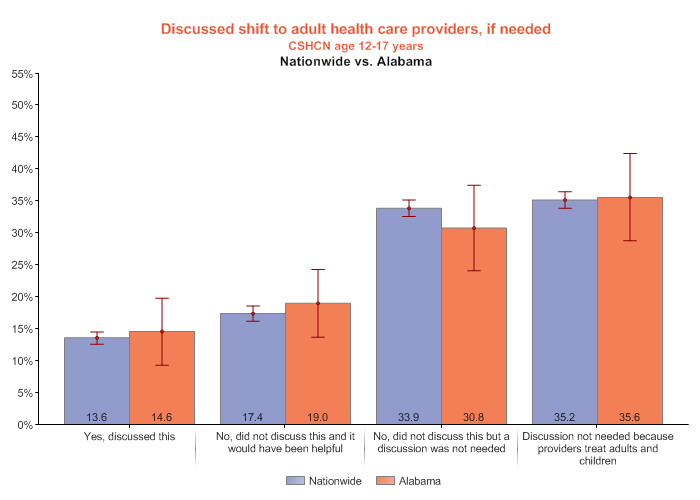 Discussed shift to adult health care providers, if needed
CSHCN age 12-17 years
Nationwide vs. Alabama
55%
50%
45%
40%
35%
30%
25%
20%
15%
10%
5%
0%
13.6 14.6 17.4 19.0 33.9 30.8 35.2 35.6
Yes, discussed this
No, did not discuss this and it
would have been helpful
No, did not discuss this but a
discussion was not needed
Discussion not needed because
providers treat adults and
children
Nationwide Alabama